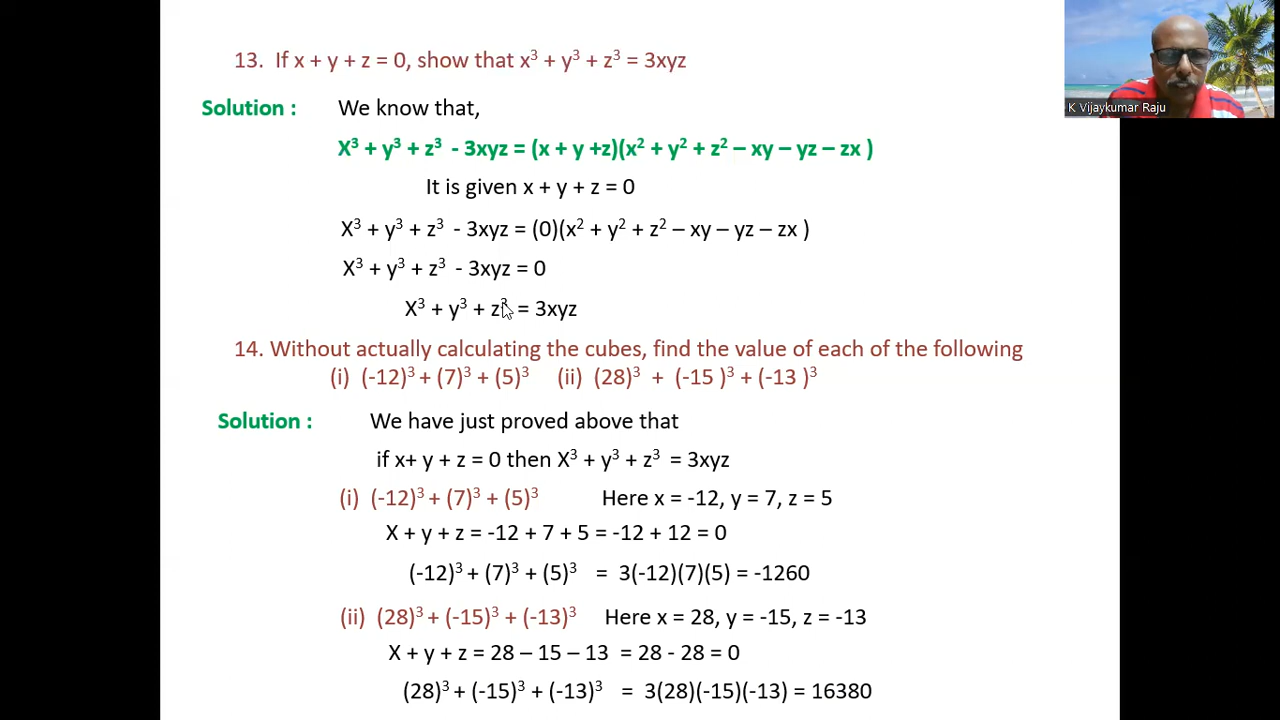 13. If x + y + z = 0, show that x³ + y³ + z³ = 3xyz
Solution : We know that,
X³ + y³ + z³ - 3xyz = (x + y +z)(x² + y² + z² – xy – yz – zx )
It is given x + y + z = 0
X³ + y³ + z³ - 3xyz = (0)(x² + y² + z² – xy – yz – zx )
X³ + y³ + z³ - 3xyz = 0
X³ + y³ + z³ = 3xyz
14. Without actually calculating the cubes, find the value of each of the following
(i) (-12)³ + (7)³ + (5)³ (ii) (28)³ + (-15 )³ + (-13 )³
Solution : We have just proved above that
if x+ y + z = 0 then X³ + y³ + z³ = 3xyz
(i) (-12)³ + (7)³ + (5)³ Here x = -12, y = 7, z = 5
X + y + z = -12 + 7 + 5 = -12 + 12 = 0
(-12)³ + (7)³ + (5)³ = 3(-12)(7)(5) = -1260
(ii) (28)³ + (-15)³ + (-13)³ Here x = 28, y = -15, z = -13
X + y + z = 28 – 15 – 13 = 28 - 28 = 0
(28)³ + (-15)³ + (-13)³ = 3(28)(-15)(-13) = 16380
K Vijaykumar Raju